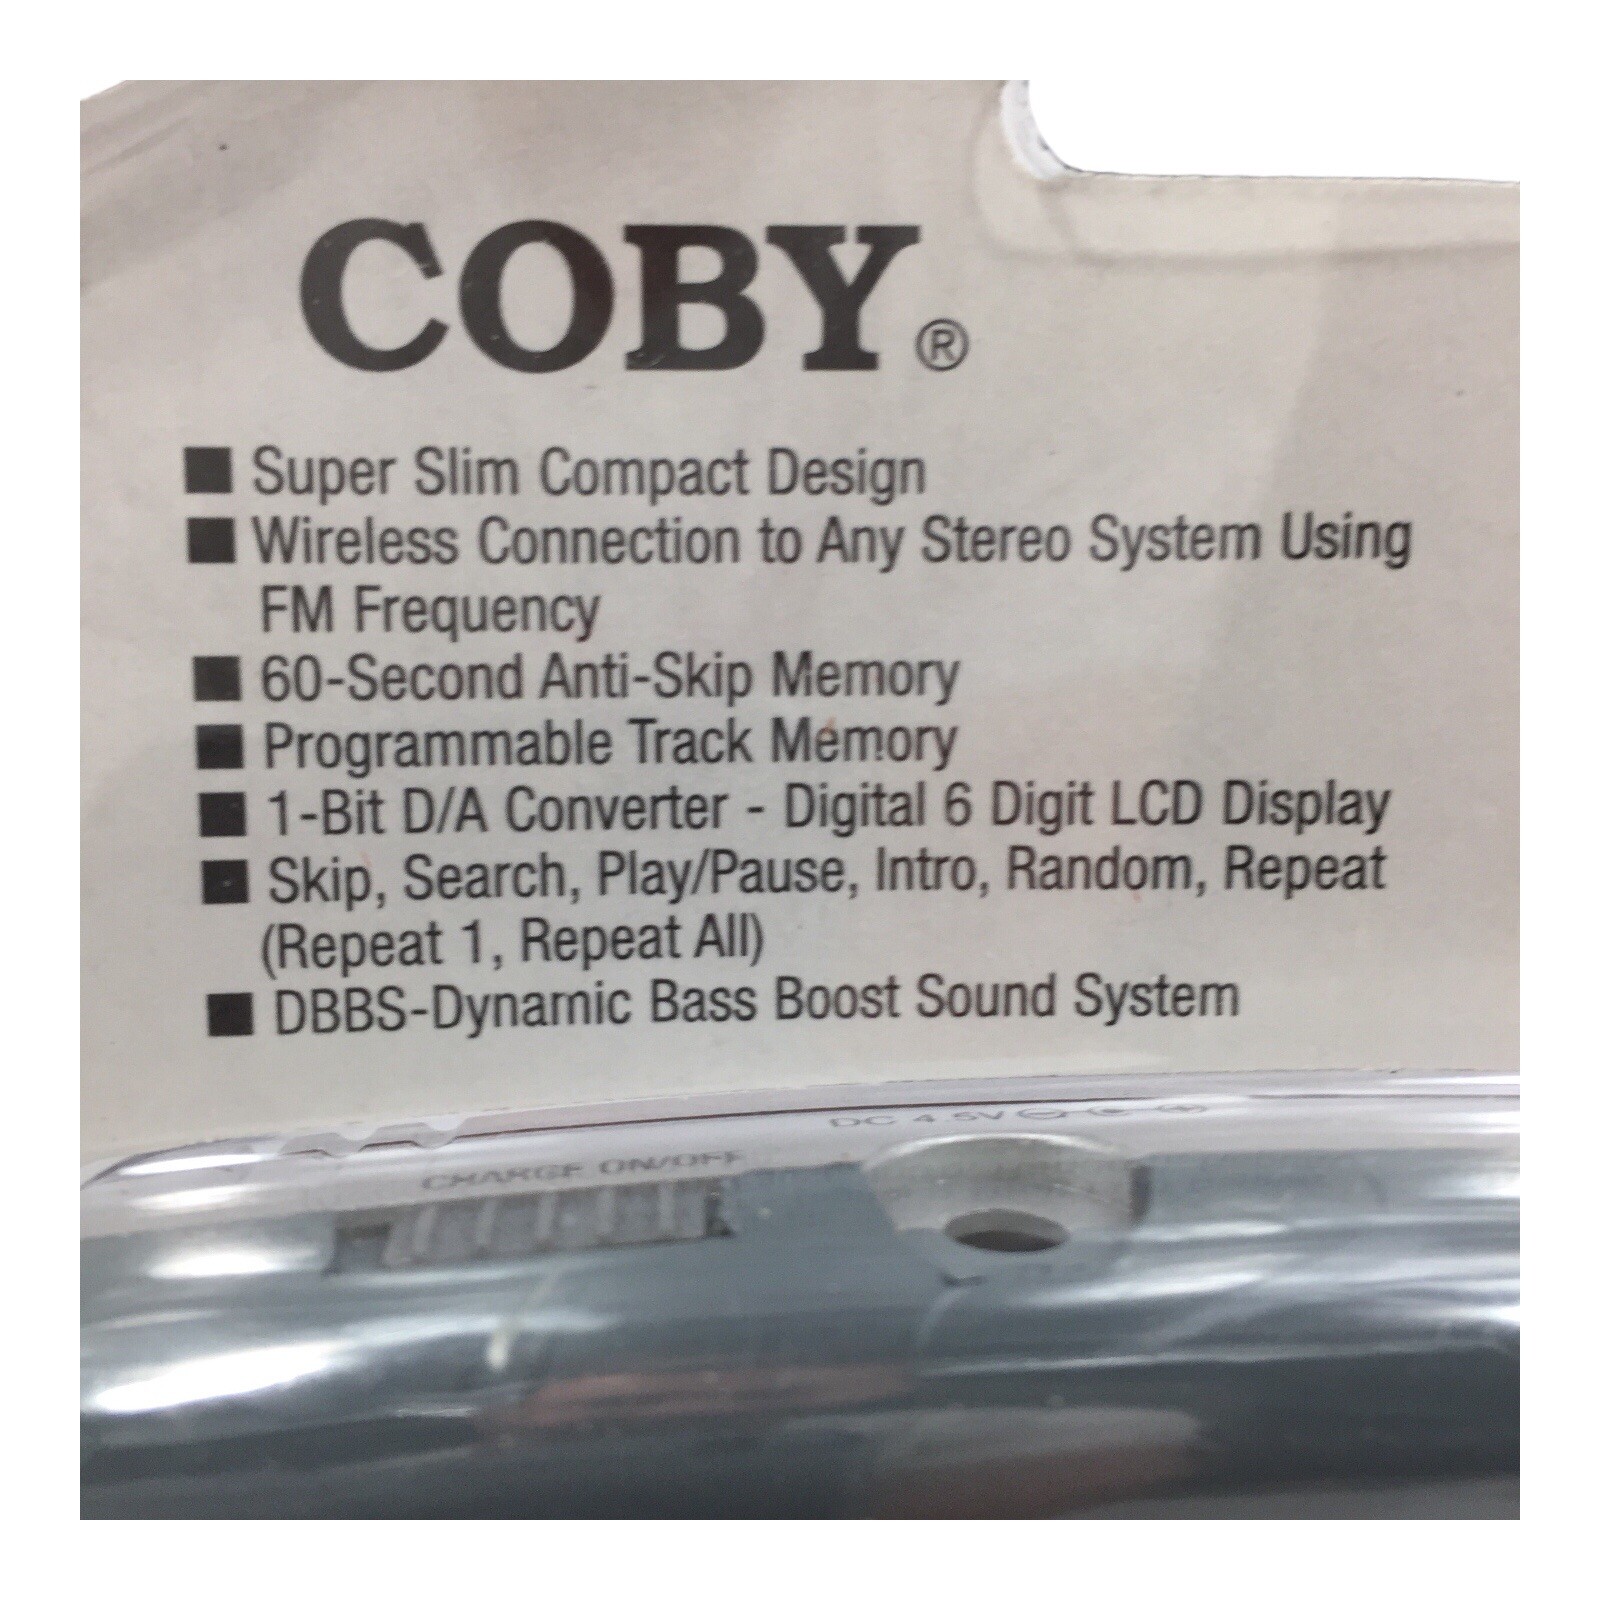 COBY®
■ Super Slim Compact Design
■ Wireless Connection to Any Stereo System Using
FM Frequency
■ 60-Second Anti-Skip Memory
■ Programmable Track Memory
■ 1-Bit D/A Converter - Digital 6 Digit LCD Display
■ Skip, Search, Play/Pause, Intro, Random, Repeat
(Repeat 1, Repeat All)
■ DBBS-Dynamic Bass Boost Sound System
DC 4.5V
CHARGE ON/OFF